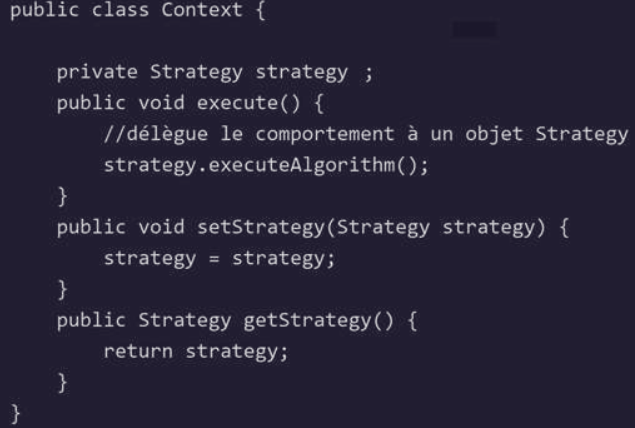 public class Context {
private Strategy strategy ;
public void execute() {
//délègue le comportement à un objet Strategy
strategy.executeAlgorithm();
}
public void setStrategy(Strategy strategy) {
strategy = strategy;
}
public Strategy getStrategy() {
return strategy;
}
}